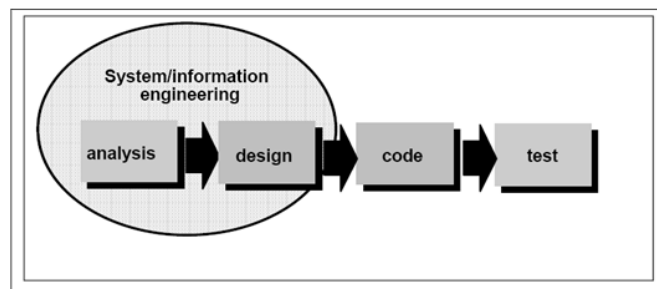 System/information
engineering
analysis
design
code
test